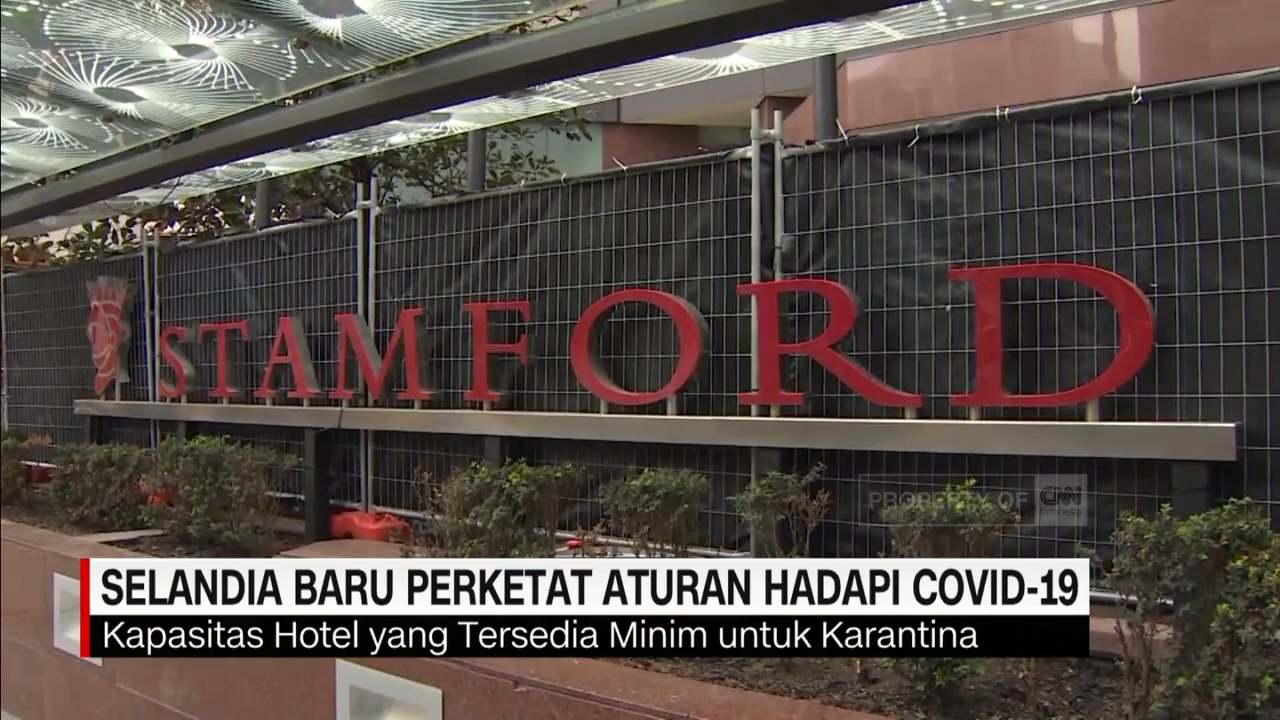 STAMFORD
PROPERTY OF CNN
Indonesia
SELANDIA BARU PERKETAT ATURAN HADAPI COVID-19
Kapasitas Hotel yang Tersedia Minim untuk Karantina